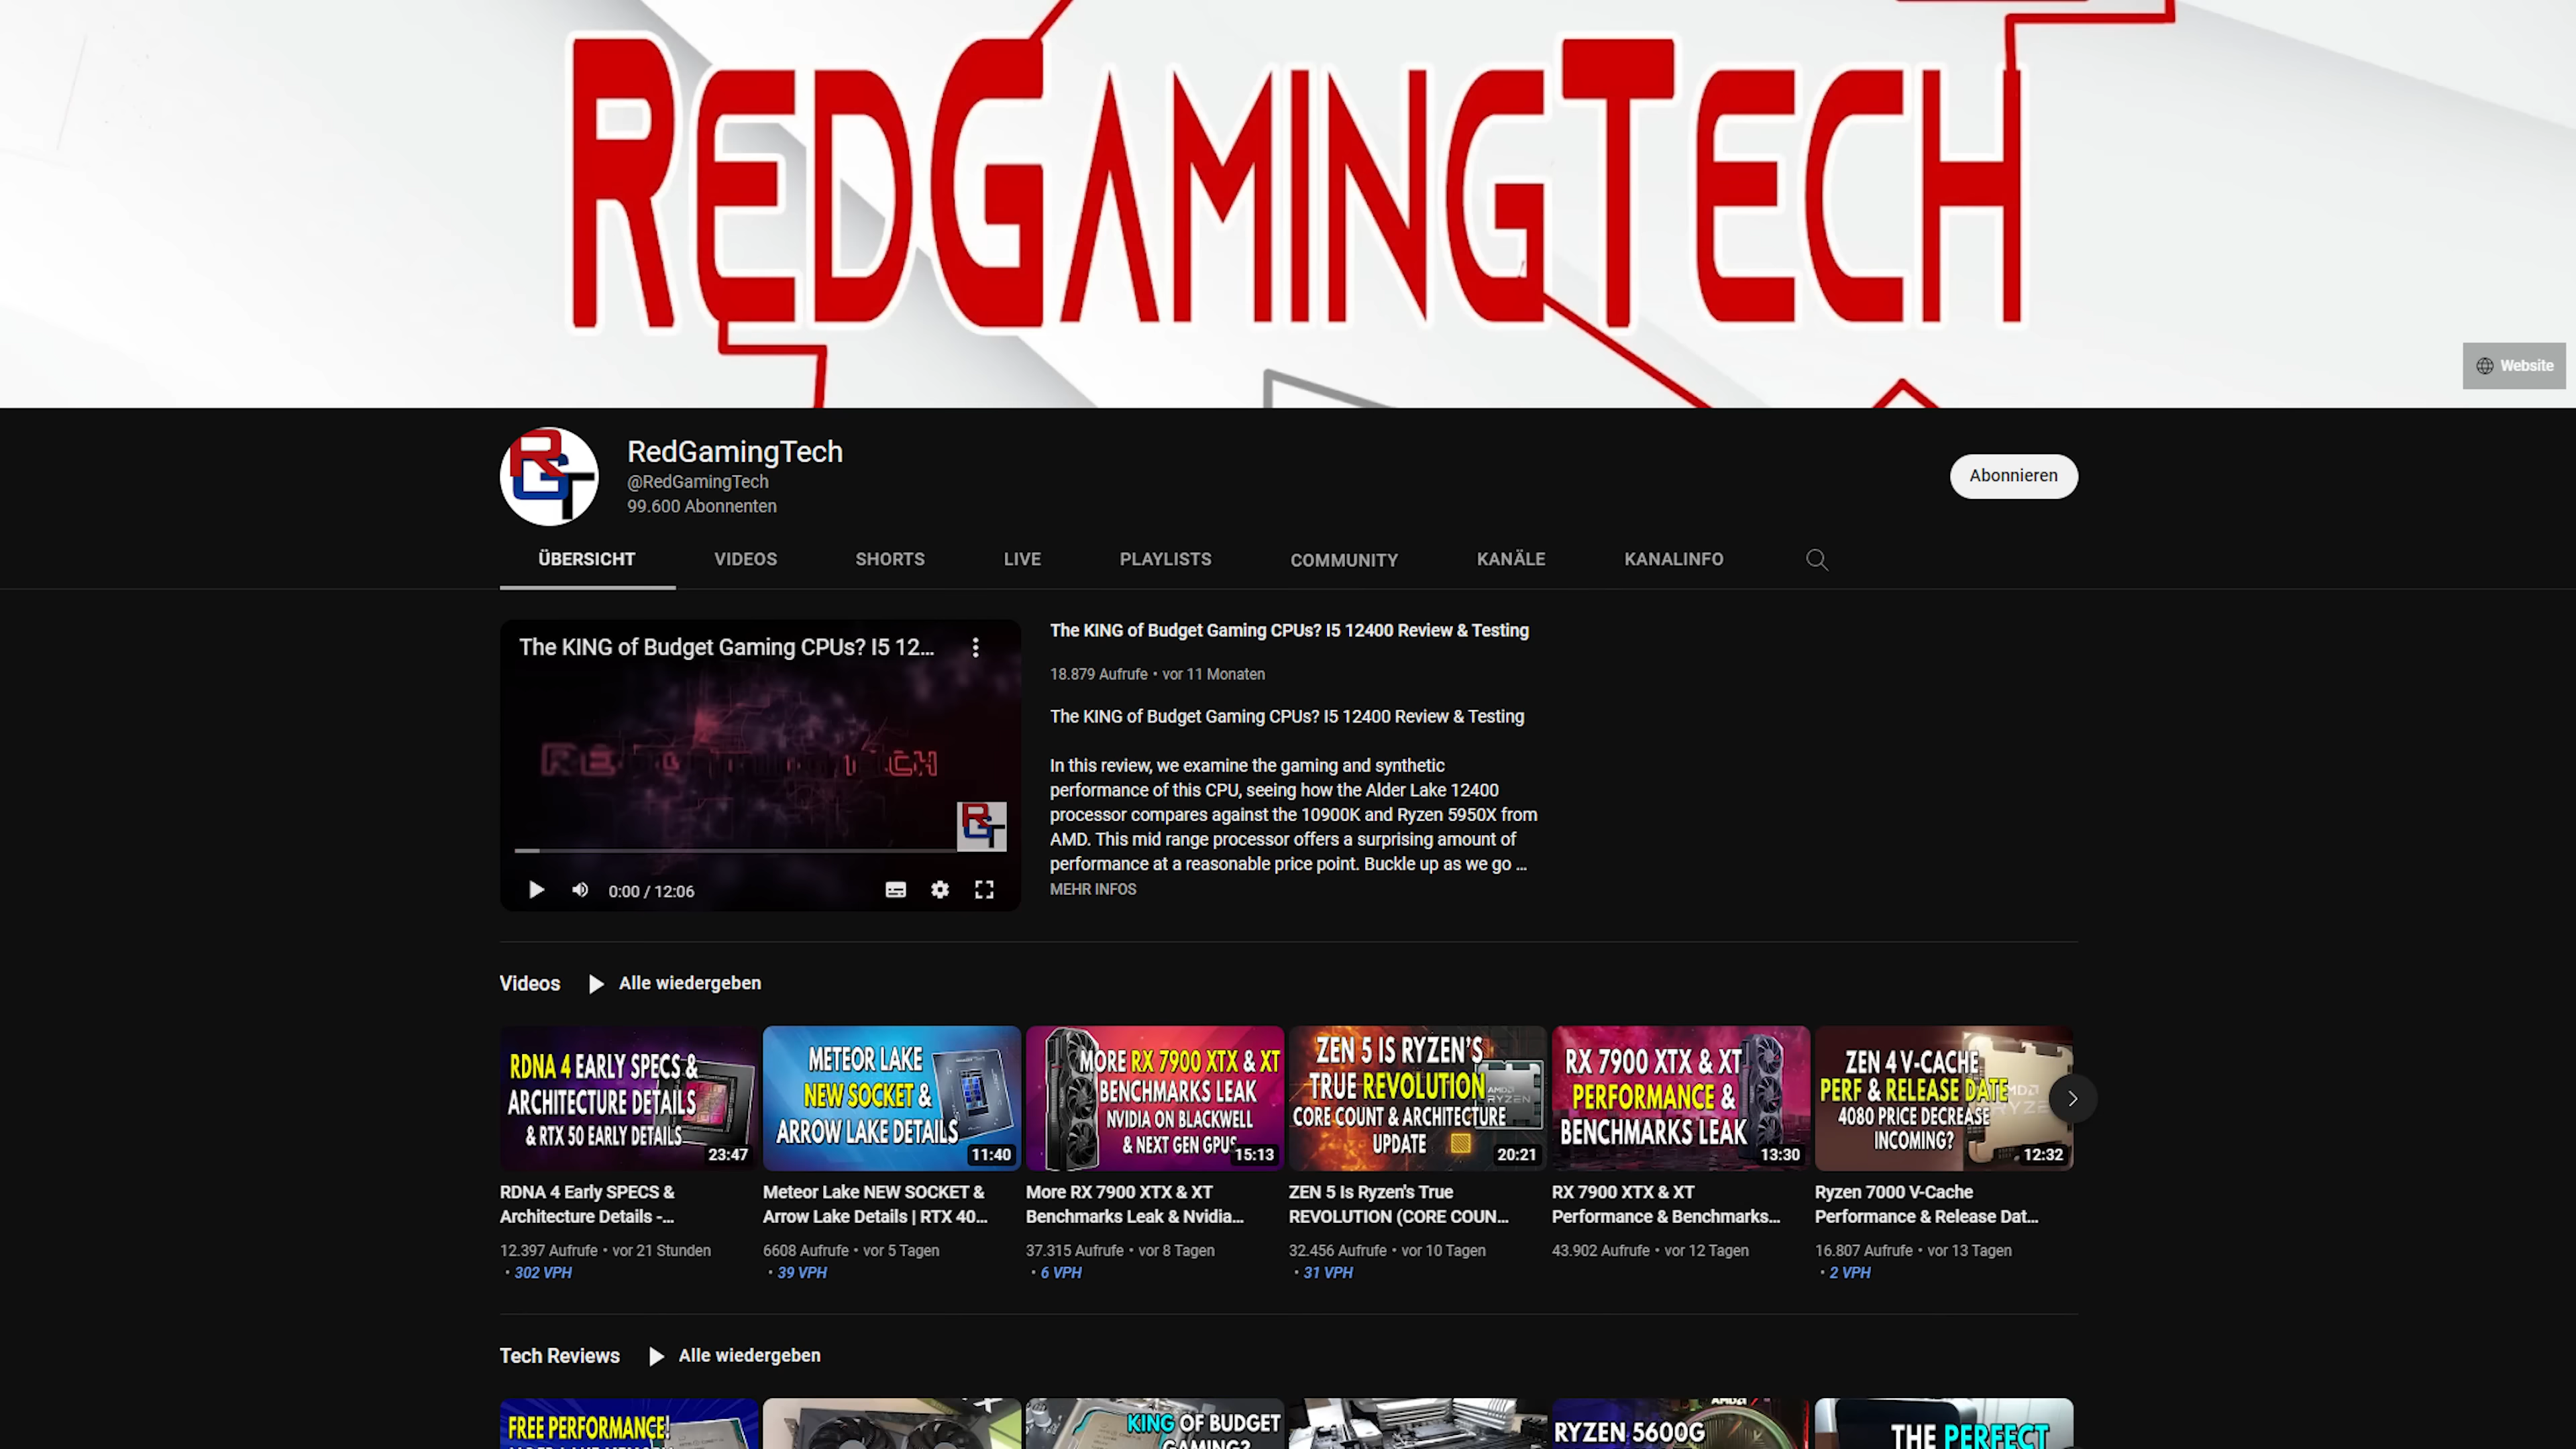 REDGAMINGTECH
Website
RGT
RedGamingTech
@RedGamingTech
99.600 Abonnenten
Abonnieren
ÜBERSICHT
VIDEOS
SHORTS
LIVE
PLAYLISTS
COMMUNITY
KANÄLE
KANALINFO
The KING of Budget Gaming CPUs? I5 12...
RGT
0:00 / 12:06
The KING of Budget Gaming CPUs? I5 12400 Review & Testing
18.879 Aufrufe • vor 11 Monaten
The KING of Budget Gaming CPUs? I5 12400 Review & Testing
In this review, we examine the gaming and synthetic
performance of this CPU, seeing how the Alder Lake 12400
processor compares against the 10900K and Ryzen 5950X from
AMD. This mid range processor offers a surprising amount of
performance at a reasonable price point. Buckle up as we go ...
MEHR INFOS
Videos
Alle wiedergeben
RDNA 4 EARLY SPECS &
ARCHITECTURE DETAILS
& RTX 50 EARLY DETAILS
23:47
RDNA 4 Early SPECS &
Architecture Details -...
12.397 Aufrufe • vor 21 Stunden
• 302 VPH
METEOR LAKE
NEW SOCKET &
ARROW LAKE DETAILS
11:40
Meteor Lake NEW SOCKET &
Arrow Lake Details | RTX 40...
6608 Aufrufe • vor 5 Tagen
• 39 VPH
MORE RX 7900 XTX & XT
BENCHMARKS LEAK
NVIDIA ON BLACKWELL
& NEXT GEN GPUS
15:13
More RX 7900 XTX & XT
Benchmarks Leak & Nvidia...
37.315 Aufrufe • vor 8 Tagen
• 6 VPH
ZEN 5 IS RYZEN'S
TRUE REVOLUTION
CORE COUNT & ARCHITECTURE
UPDATE
AMD
RYZEN
20:21
ZEN 5 Is Ryzen's True
REVOLUTION (CORE COUN...
32.456 Aufrufe • vor 10 Tagen
• 31 VPH
RX 7900 XTX & XT
PERFORMANCE &
BENCHMARKS LEAK
13:30
RX 7900 XTX & XT
Performance & Benchmarks...
43.902 Aufrufe • vor 12 Tagen
ZEN 4 V-CACHE
PERF & RELEASE DATE
4080 PRICE DECREASE
INCOMING?
12:32
Ryzen 7000 V-Cache
Performance & Release Dat...
16.807 Aufrufe • vor 13 Tagen
• 2 VPH
Tech Reviews
Alle wiedergeben
FREE PERFORMANCE!
KING OF BUDGET
GAMING?
RYZEN 5600G
THE PERFECT